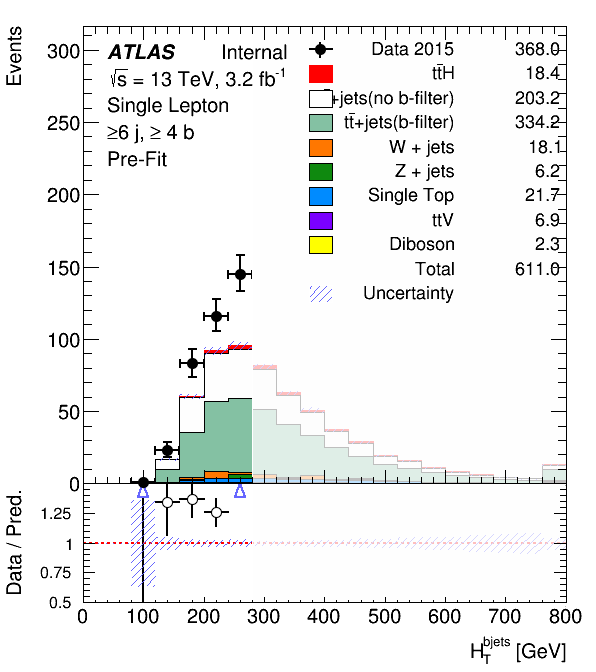 Events
300
250
200
150
100
50
0
ATLAS Internal
√s = 13 TeV, 3.2 fb-1
Single Lepton
≥6 j, ≥ 4 b
Pre-Fit
Data 2015 368.0
tt̄H 18.4
+jets(no b-filter) 203.2
tt̄+jets(b-filter) 334.2
W + jets 18.1
Z + jets 6.2
Single Top 21.7
ttV 6.9
Diboson 2.3
Total 611.0
Uncertainty
Data / Pred.
1.25
1
0.75
0.5
0 100 200 300 400 500 600 700 800
H_T^bjets [GeV]